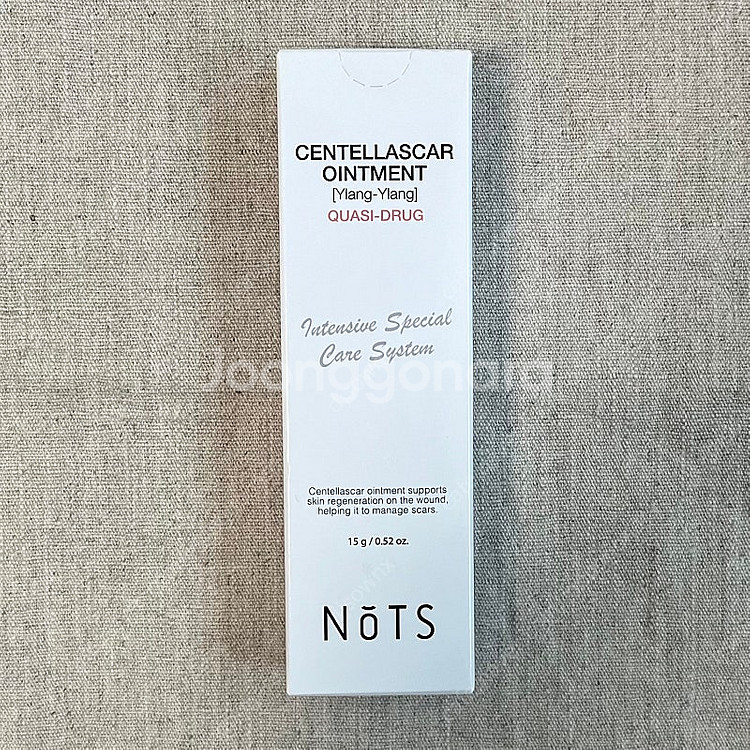 CENTELLASCAR
OINTMENT
[Ylang-Ylang]
QUASI-DRUG
Intensive Special
Care System
Joonggonara
Centellascar ointment supports
skin regeneration on the wound,
helping it to manage scars.
15 g / 0.52 oz.
NōTS